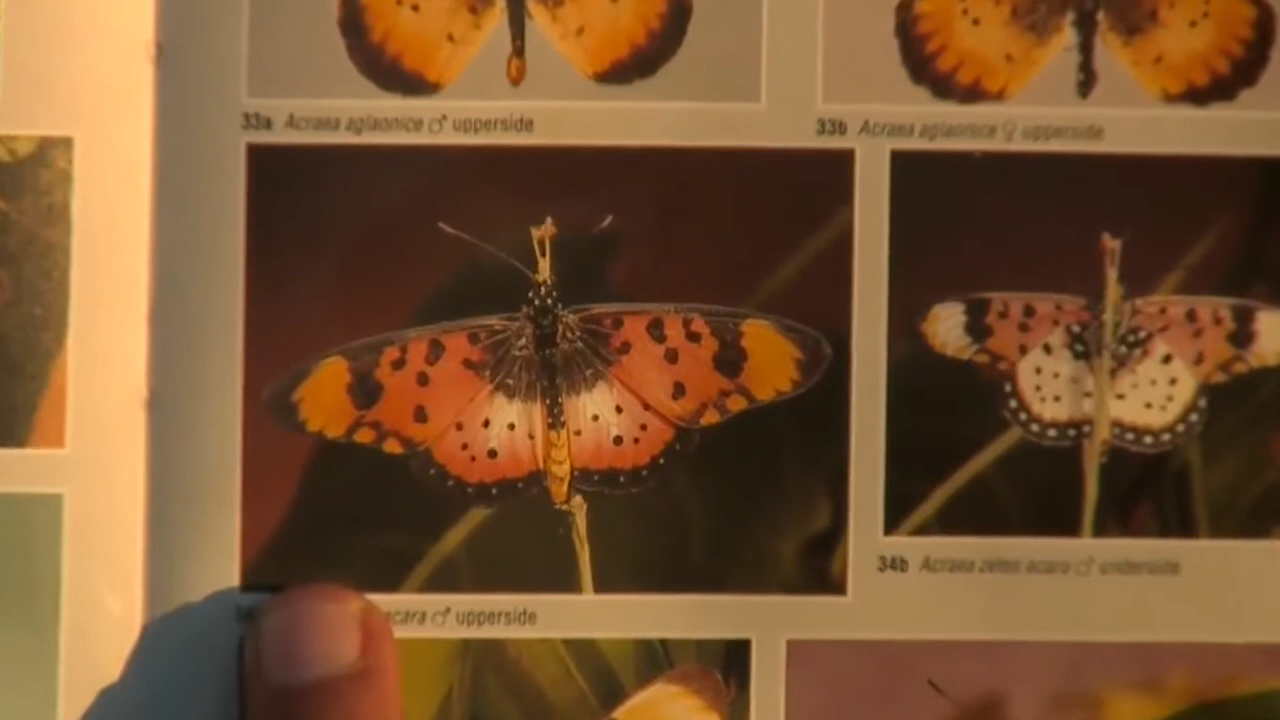 33a Acraea aglaonice ♂ upperside
33b Acraea aglaonice ♀ upperside
34b Acraea zetes acara ♂ underside
acara ♂ upperside